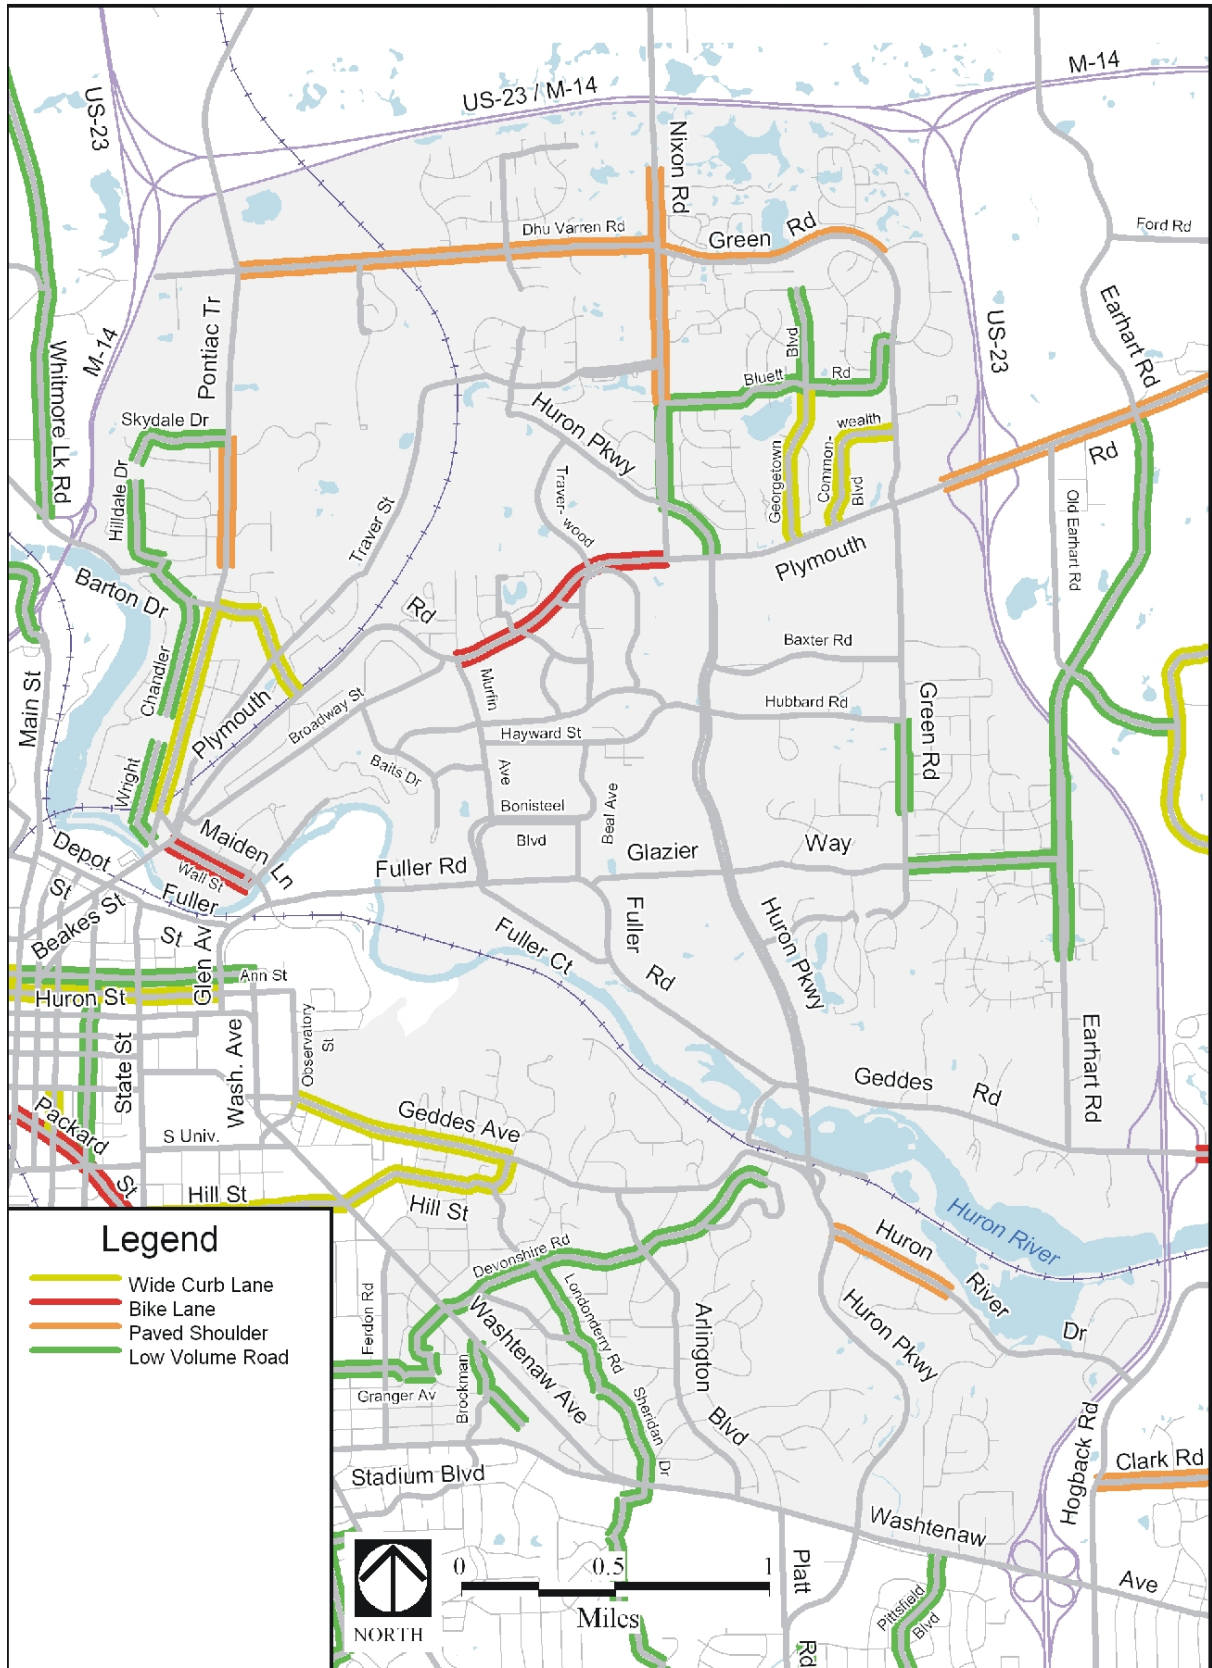 M-14
US-23 / M-14
US-23
Nixon Rd
Dhu Varren Rd
Green Rd
Ford Rd
Pontiac Tr
M-14
Whitmore Lk Rd
US-23
Earhart Rd
Blvd
Bluett Rd
Skydale Dr
Huron Pkwy
Common-wealth
Blvd
Georgetown
Rd
Hilldale Dr
Traver-wood
Old Earhart Rd
Traver St
Plymouth
Barton Dr
Rd
Baxter Rd
Chandler
Murfin
Main St
Plymouth
Broadway St
Hubbard Rd
Green Rd
Hayward St
Baits Dr
Ave
Wright
Bonisteel
Blvd
Beal Ave
Maiden Ln
Depot
St
Wall St
Fuller Rd
Glazier Way
Fuller
St
Beakes St
Fuller
Rd
Fuller Ct
Huron Pkwy
Glen Av
Ann St
Huron St
State St
Wash. Ave
Observatory
St
Earhart Rd
Geddes Rd
Packard
St
Geddes Ave
S Univ.
Hill St
Hill St
Huron River
Huron
River
Dr
Devonshire Rd
Londonderry Rd
Ferdon Rd
Washtenaw Ave
Arlington
Blvd
Huron Pkwy
Granger Av
Brockman
Sheridan
Dr
Hogback Rd
Clark Rd
Stadium Blvd
Washtenaw
Ave
Platt
Rd
Pittsfield
Blvd
Legend
Wide Curb Lane
Bike Lane
Paved Shoulder
Low Volume Road
0 0.5 1
Miles
NORTH